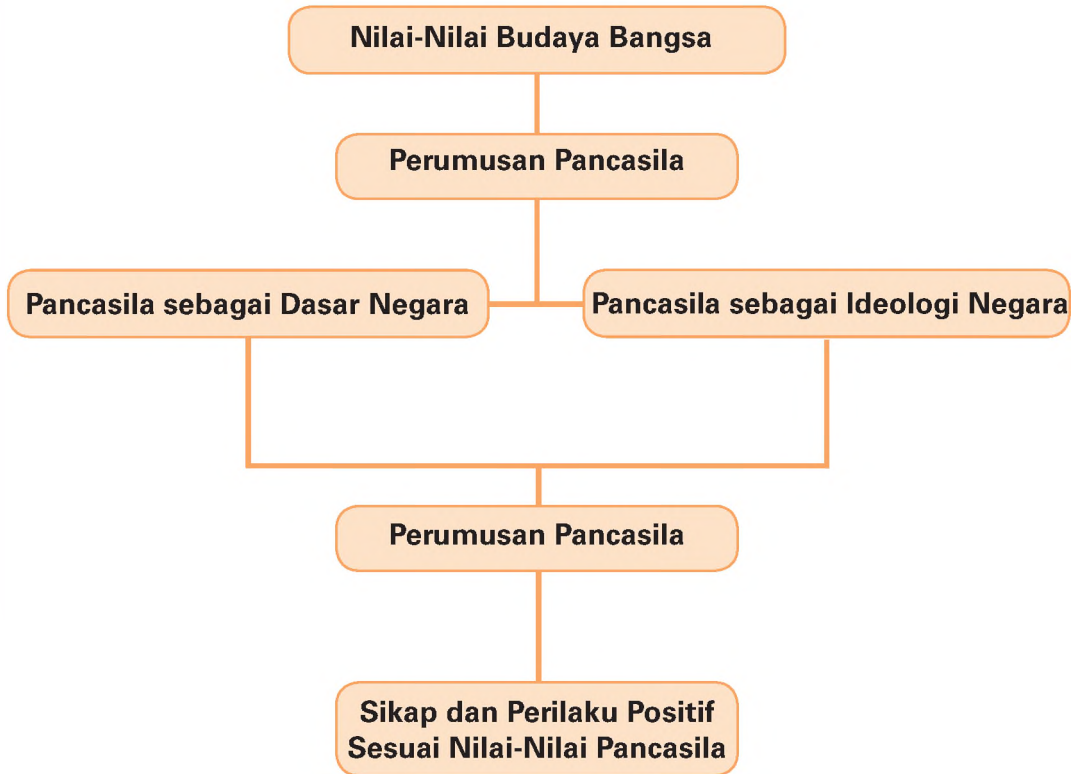 Nilai-Nilai Budaya Bangsa
Perumusan Pancasila
Pancasila sebagai Dasar Negara
Pancasila sebagai Ideologi Negara
Perumusan Pancasila
Sikap dan Perilaku Positif
Sesuai Nilai-Nilai Pancasila